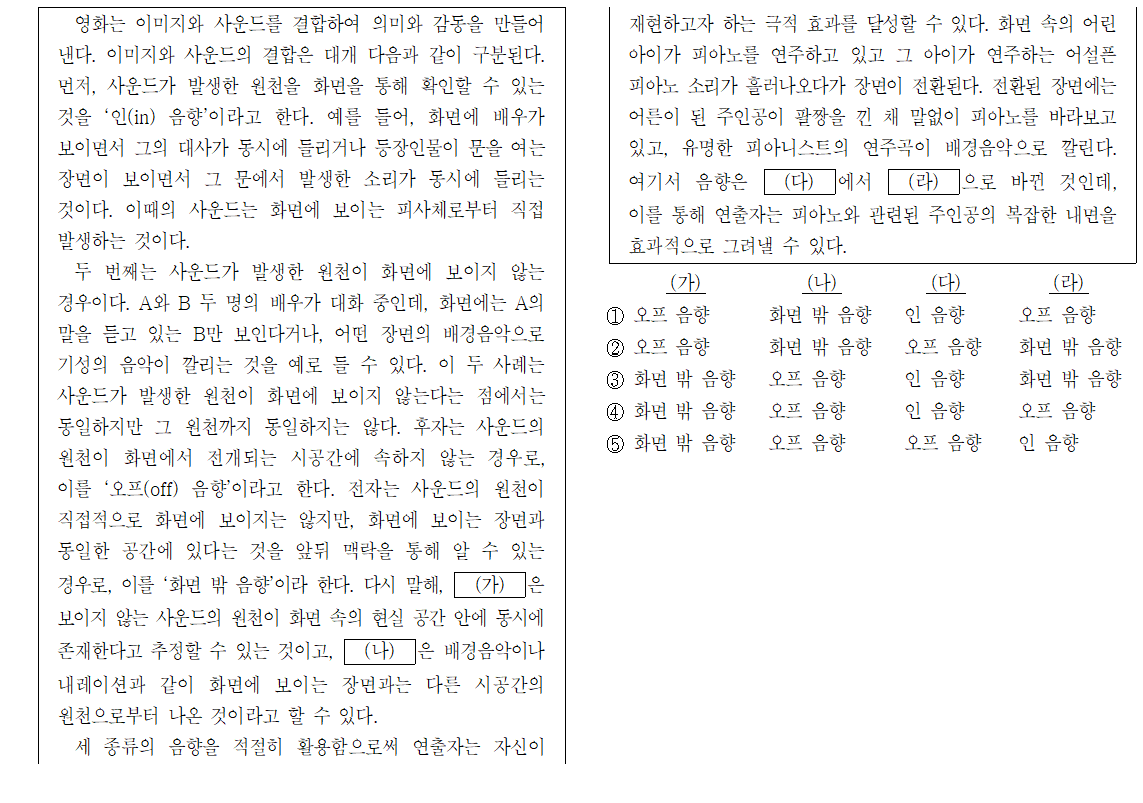 영화는 이미지와 사운드를 결합하여 의미와 감동을 만들어
낸다. 이미지와 사운드의 결합은 대개 다음과 같이 구분된다.
먼저, 사운드가 발생한 원천을 화면을 통해 확인할 수 있는
것을 ‘인(in) 음향’이라고 한다. 예를 들어, 화면에 배우가
보이면서 그의 대사가 동시에 들리거나 등장인물이 문을 여는
장면이 보이면서 그 문에서 발생한 소리가 동시에 들리는
것이다. 이때의 사운드는 화면에 보이는 피사체로부터 직접
발생하는 것이다.
두 번째는 사운드가 발생한 원천이 화면에 보이지 않는
경우이다. A와 B 두 명의 배우가 대화 중인데, 화면에는 A의
말을 듣고 있는 B만 보인다거나, 어떤 장면의 배경음악으로
기성의 음악이 깔리는 것을 예로 들 수 있다. 이 두 사례는
사운드가 발생한 원천이 화면에 보이지 않는다는 점에서는
동일하지만 그 원천까지 동일하지는 않다. 후자는 사운드의
원천이 화면에서 전개되는 시공간에 속하지 않는 경우로,
이를 ‘오프(off) 음향’이라고 한다. 전자는 사운드의 원천이
직접적으로 화면에 보이지는 않지만, 화면에 보이는 장면과
동일한 공간에 있다는 것을 앞뒤 맥락을 통해 알 수 있는
경우로, 이를 ‘화면 밖 음향’이라 한다. 다시 말해, (가) 은
보이지 않는 사운드의 원천이 화면 속의 현실 공간 안에 동시에
존재한다고 추정할 수 있는 것이고, (나) 은 배경음악이나
내레이션과 같이 화면에 보이는 장면과는 다른 시공간의
원천으로부터 나온 것이라고 할 수 있다.
세 종류의 음향을 적절히 활용함으로써 연출자는 자신이
재현하고자 하는 극적 효과를 달성할 수 있다. 화면 속의 어린
아이가 피아노를 연주하고 있고 그 아이가 연주하는 어설픈
피아노 소리가 흘러나오다가 장면이 전환된다. 전환된 장면에는
어른이 된 주인공이 팔짱을 낀 채 말없이 피아노를 바라보고
있고, 유명한 피아니스트의 연주곡이 배경음악으로 깔린다.
여기서 음향은 (다) 에서 (라) 으로 바뀐 것인데,
이를 통해 연출자는 피아노와 관련된 주인공의 복잡한 내면을
효과적으로 그려낼 수 있다.
(가) (나) (다) (라)
① 오프 음향 화면 밖 음향 인 음향 오프 음향
② 오프 음향 화면 밖 음향 오프 음향 화면 밖 음향
③ 화면 밖 음향 오프 음향 인 음향 화면 밖 음향
④ 화면 밖 음향 오프 음향 인 음향 오프 음향
⑤ 화면 밖 음향 오프 음향 오프 음향 인 음향